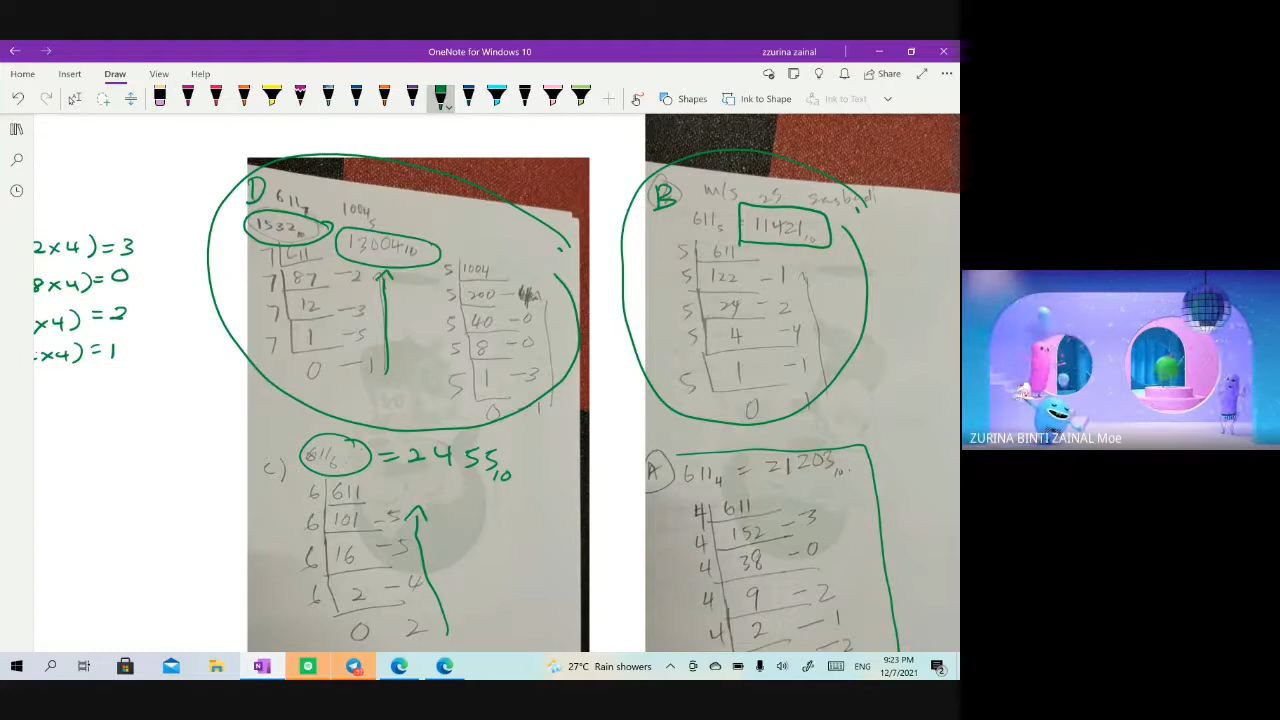 OneNote for Windows 10
zzurina zainal
Home Insert Draw View Help
Share
Shapes
Ink to Shape
Ink to Text
2x4) = 3
8x4) = 0
x4) = 2
x4) = 1
D
611₇
1532₁₀
1004₅
13004₁₀
7 611
7 87 - 2
7 12 - 3
7 1 - 5
0 - 1
5 1004
5 200 -
5 40 - 0
5 8 - 0
5 1 - 3
0 1
B
m/s
611₅ = 11421₁₀
5 611
5 122 - 1
5 24 - 2
5 4 - 4
5 1 - 1
0 1
C) 611₆ = 2455₁₀
6 611
6 101 - 5
6 16 - 5
6 2 - 4
0 2
A 611₄ = 21203₁₀
4 611
4 152 - 3
4 38 - 0
4 9 - 2
4 2 - 1
2
ZURINA BINTI ZAINAL Moe
27°C Rain showers
ENG
9:23 PM
12/7/2021